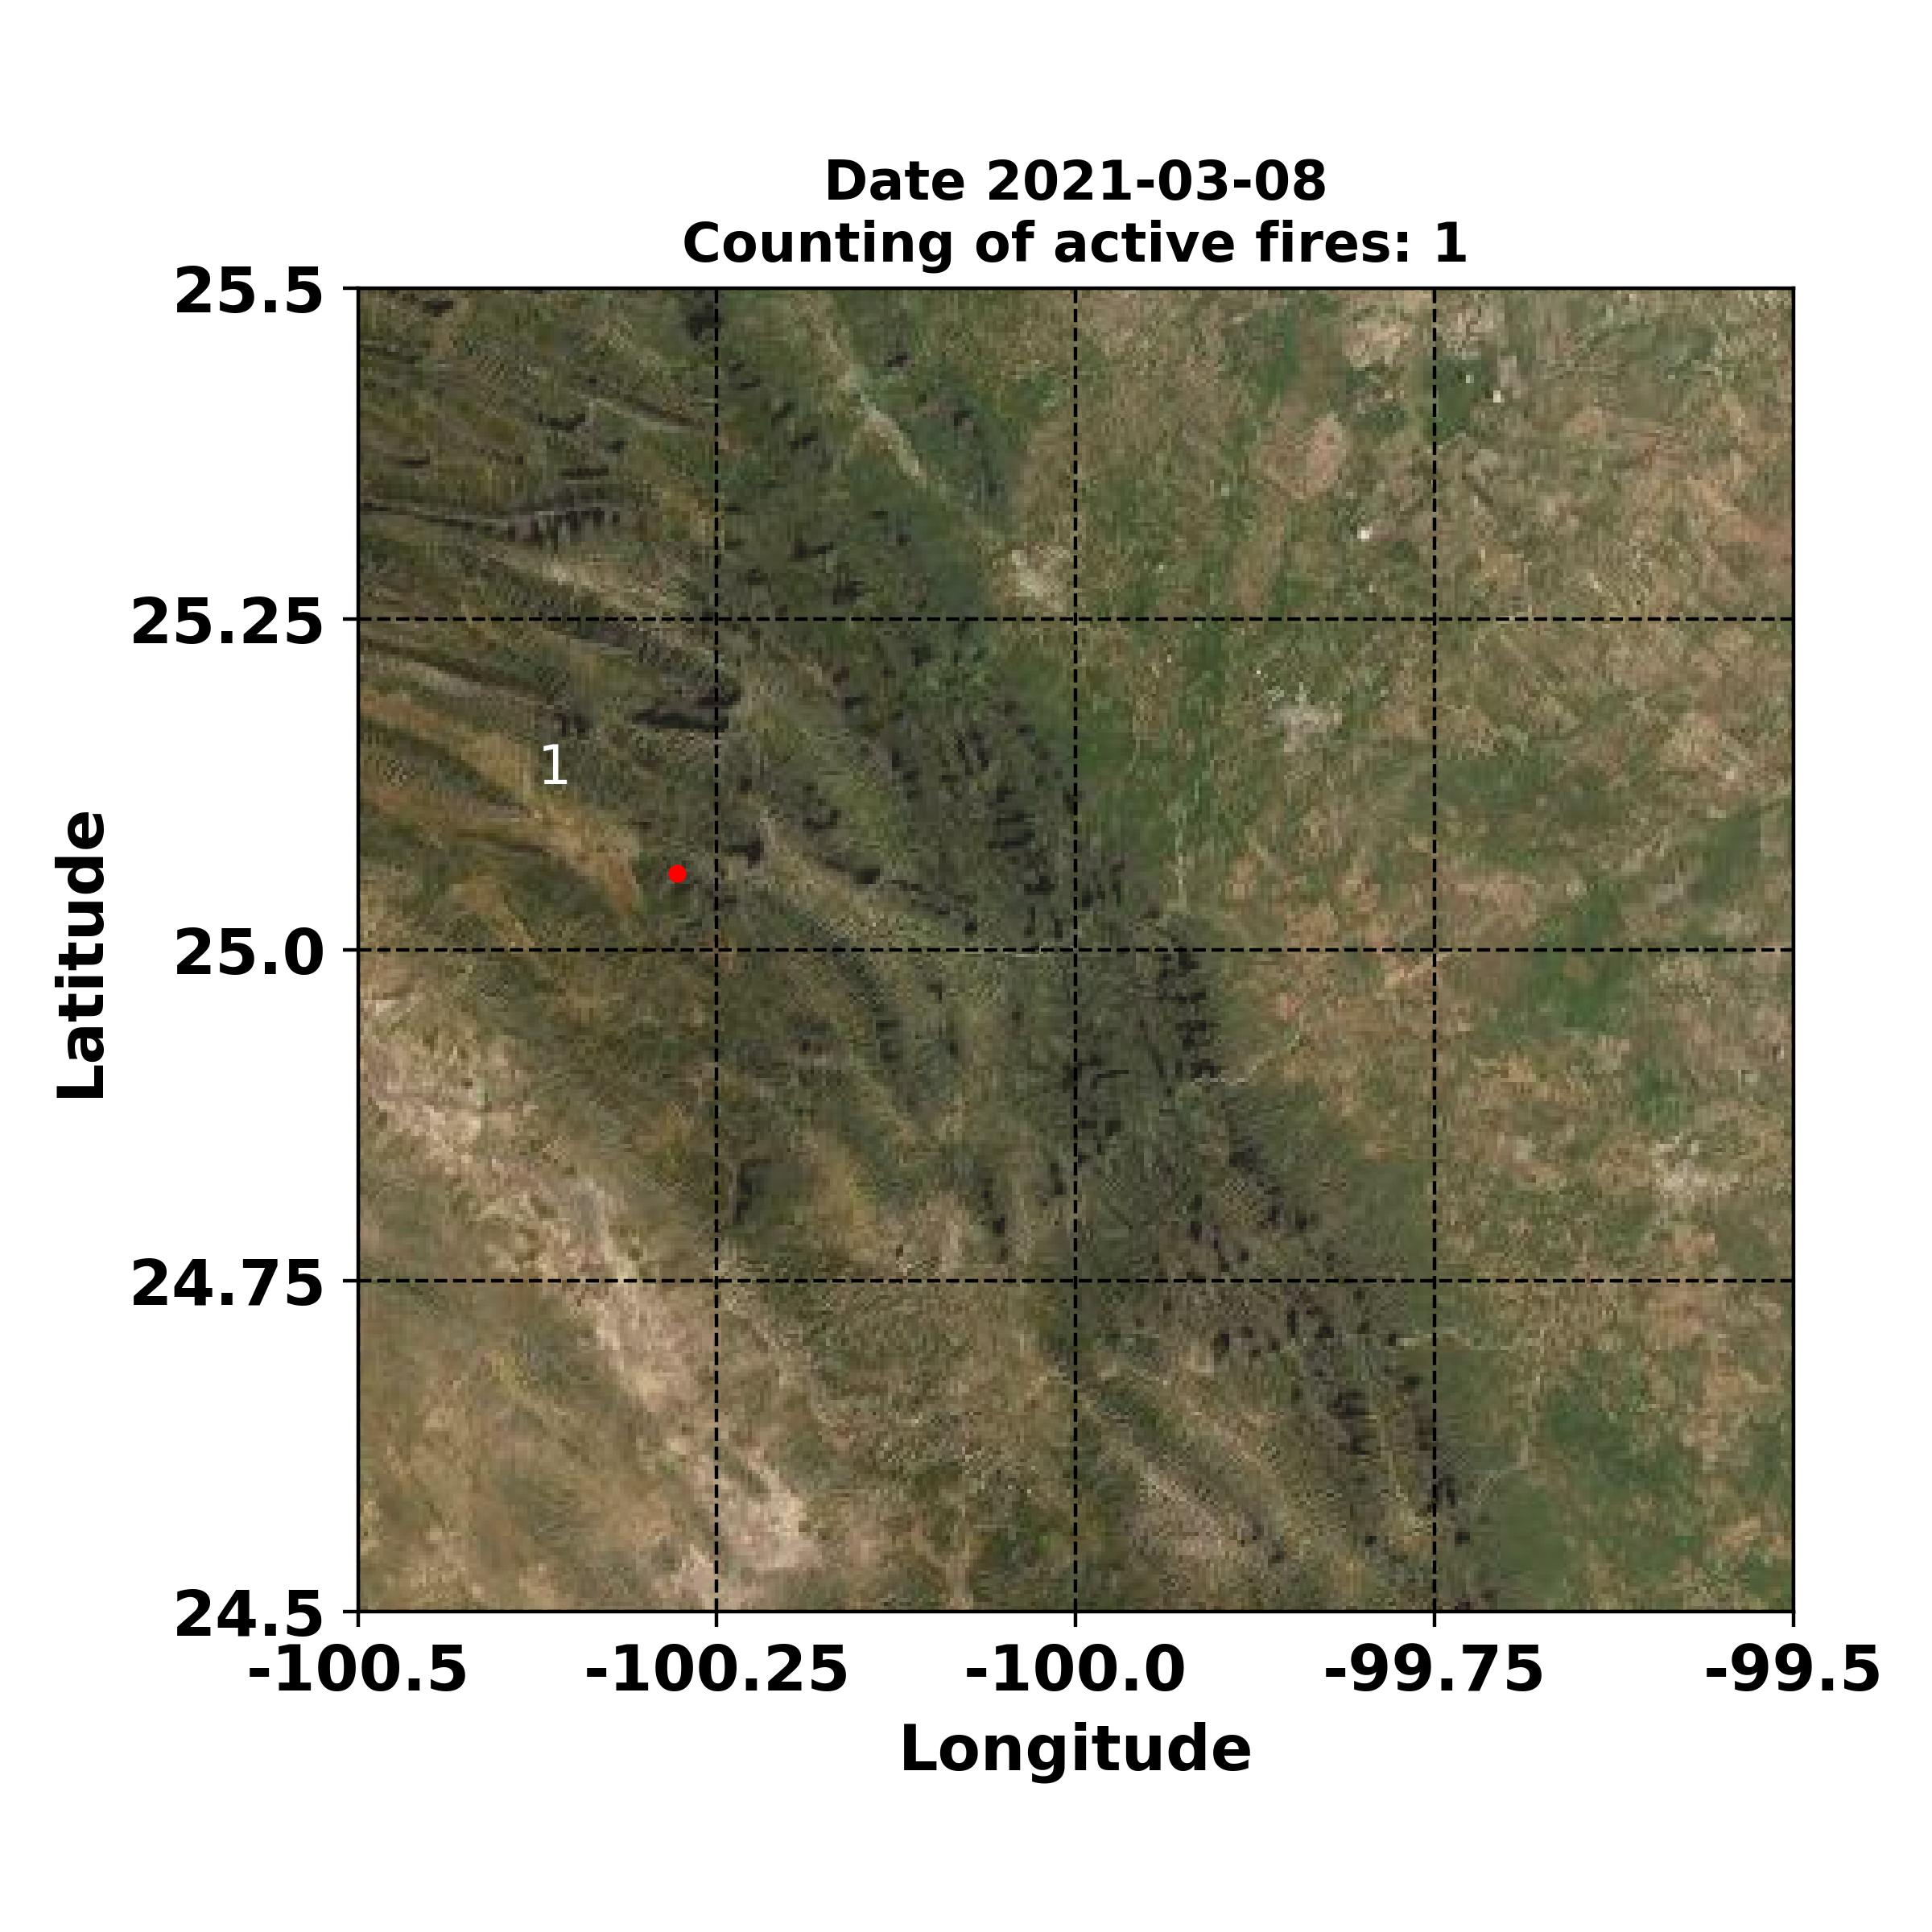 Date 2021-03-08
Counting of active fires: 1
25.5
25.25
1
25.0
Latitude
24.75
24.5
-100.5 -100.25 -100.0 -99.75 -99.5
Longitude